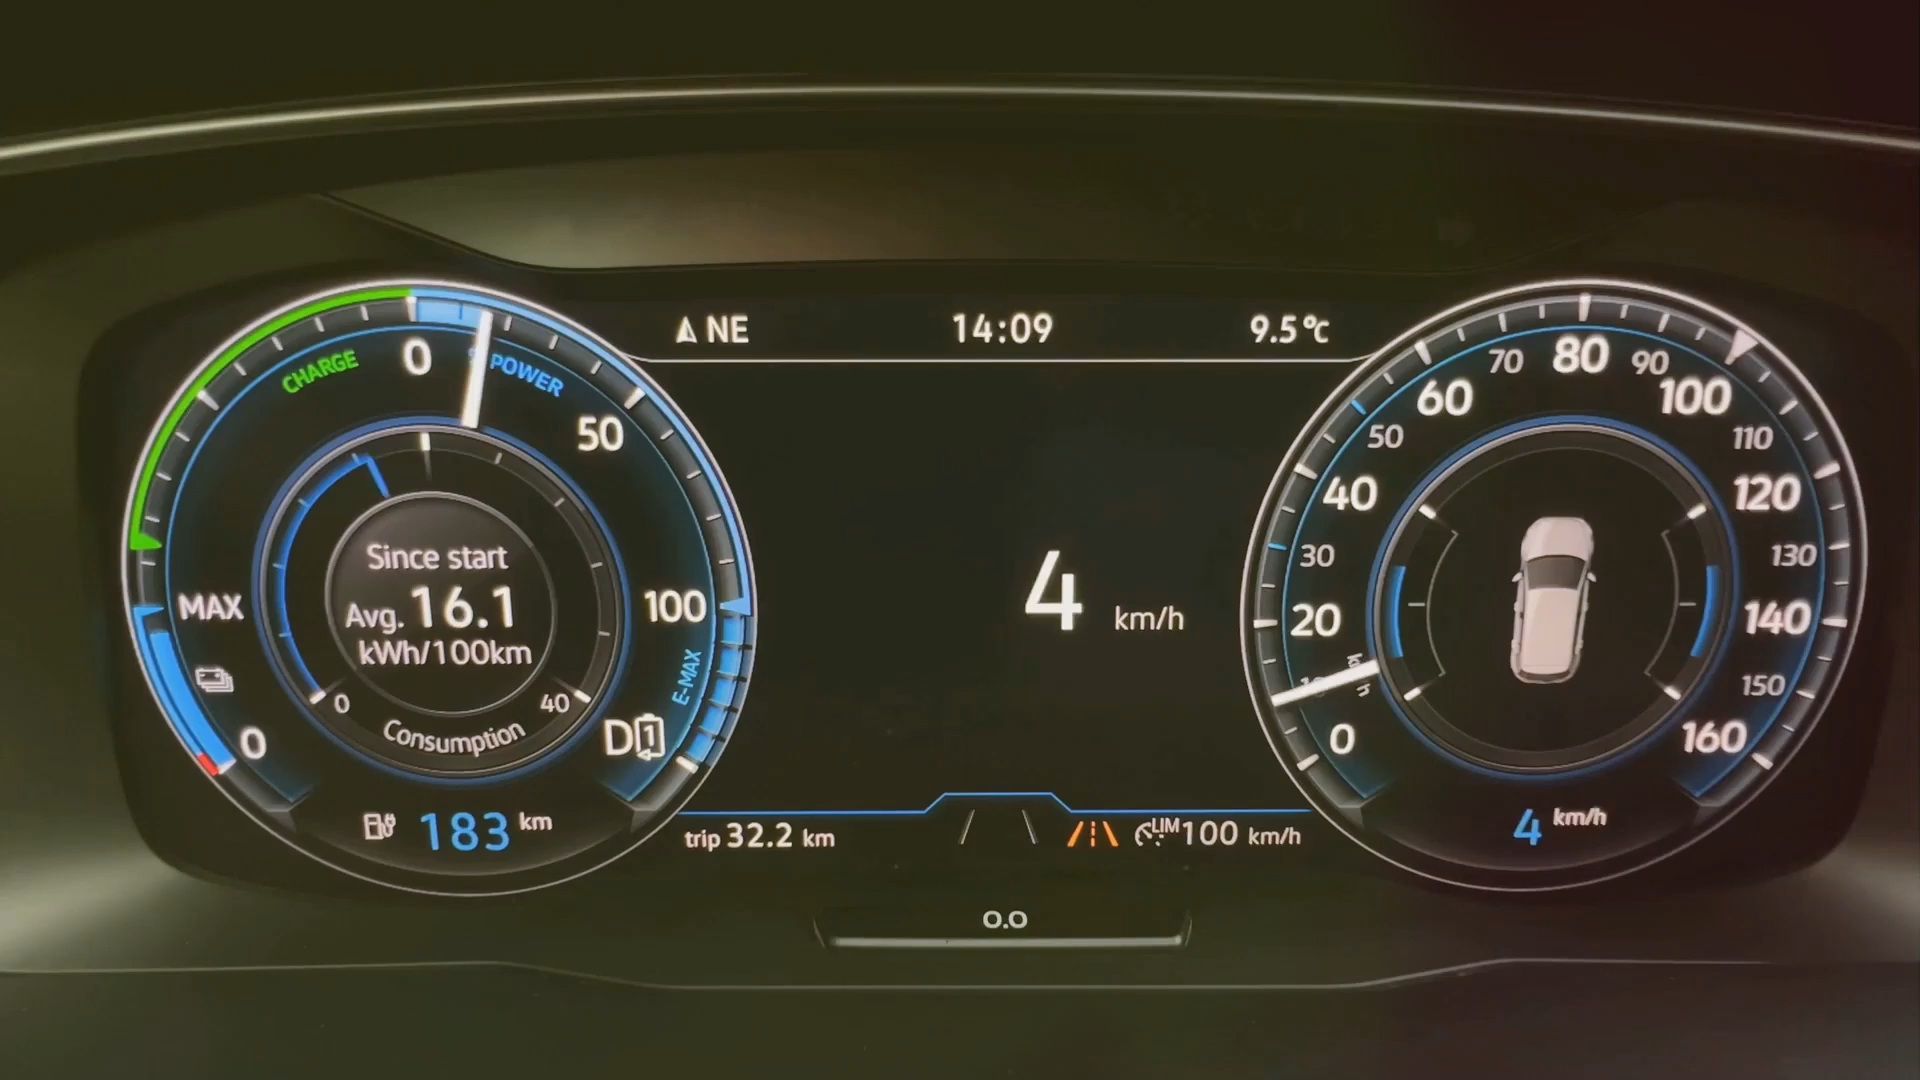 NE
14:09
9.5°C
CHARGE
0
POWER
50
100
E-MAX
MAX
0
Since start
Avg. 16.1
kWh/100km
0
40
Consumption
D 1
183 km
4 km/h
trip 32.2 km
LIM 100 km/h
0.0
0
20
30
40
50
60
70
80
90
100
110
120
130
140
150
160
4 km/h